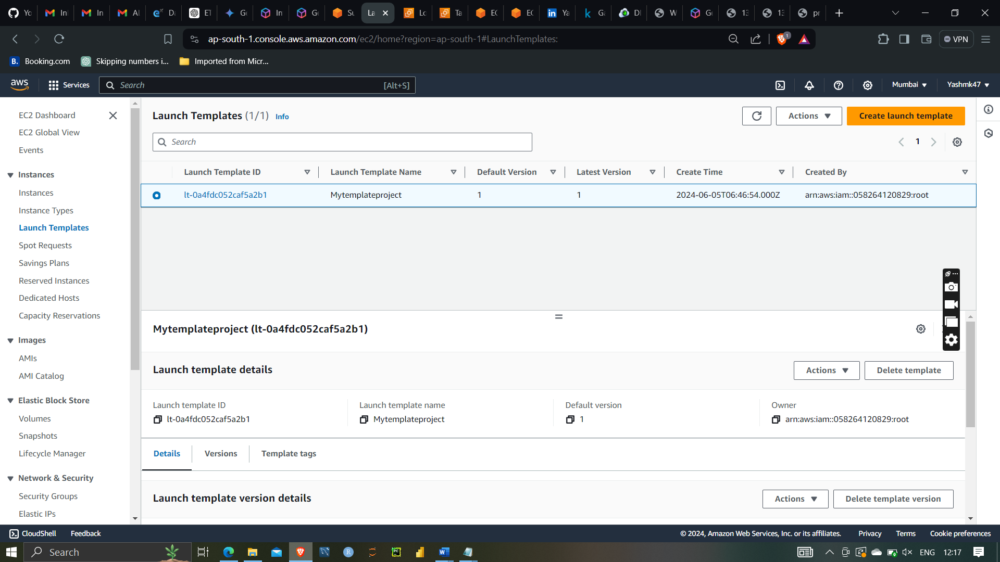 Yo
In
In
Al
Da
ET
Ge
In
Ge
Su
La
Lo
Ta
EC
EC
Ya
Ga
DI
W
Ge
13
13
pr
ap-south-1.console.aws.amazon.com/ec2/home?region=ap-south-1#LaunchTemplates:
1
VPN
B. Booking.com
Skipping numbers i...
Imported from Micr...
aws
Services
Search
[Alt+S]
Mumbai
Yashmk47
EC2 Dashboard
EC2 Global View
Events
Instances
Instances
Instance Types
Launch Templates
Spot Requests
Savings Plans
Reserved Instances
Dedicated Hosts
Capacity Reservations
Images
AMIs
AMI Catalog
Elastic Block Store
Volumes
Snapshots
Lifecycle Manager
Network & Security
Security Groups
Elastic IPs
Launch Templates (1/1) Info
Actions
Create launch template
Search
1
Launch Template ID Launch Template Name Default Version Latest Version Create Time Created By
lt-0a4fdc052caf5a2b1 Mytemplateproject 1 1 2024-06-05T06:46:54.000Z arn:aws:iam::058264120829:root
Mytemplateproject (lt-0a4fdc052caf5a2b1)
Launch template details
Actions
Delete template
Launch template ID
lt-0a4fdc052caf5a2b1
Launch template name
Mytemplateproject
Default version
1
Owner
arn:aws:iam::058264120829:root
Details
Versions
Template tags
Launch template version details
Actions
Delete template version
CloudShell
Feedback
© 2024, Amazon Web Services, Inc. or its affiliates.
Privacy
Terms
Cookie preferences
Search
ENG
12:17